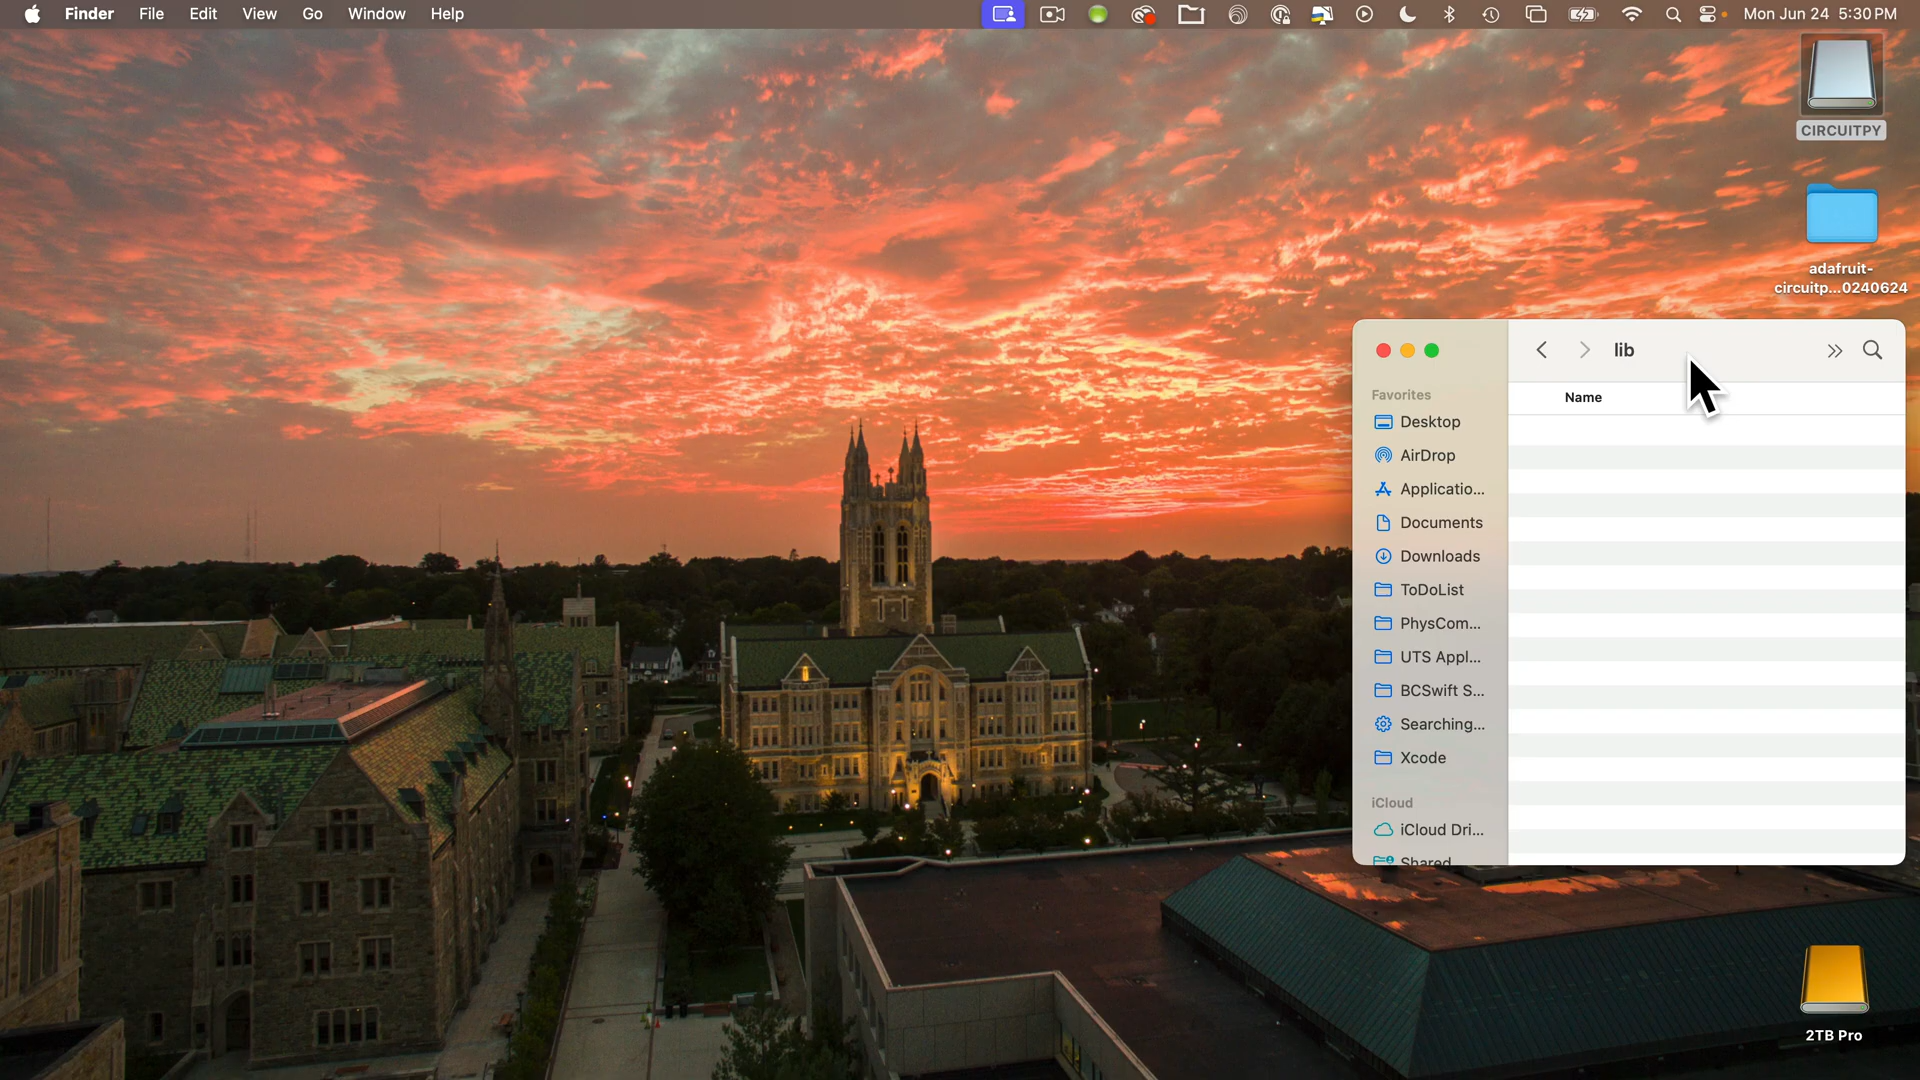 Finder File Edit View Go Window Help Mon Jun 24 5:30 PM
CIRCUITPY
adafruit-
circuitp...0240624
lib
Name
Favorites
Desktop
AirDrop
Applicatio...
Documents
Downloads
ToDoList
PhysCom...
UTS Appl...
BCSwift S...
Searching...
Xcode
iCloud
iCloud Dri...
Shared
2TB Pro